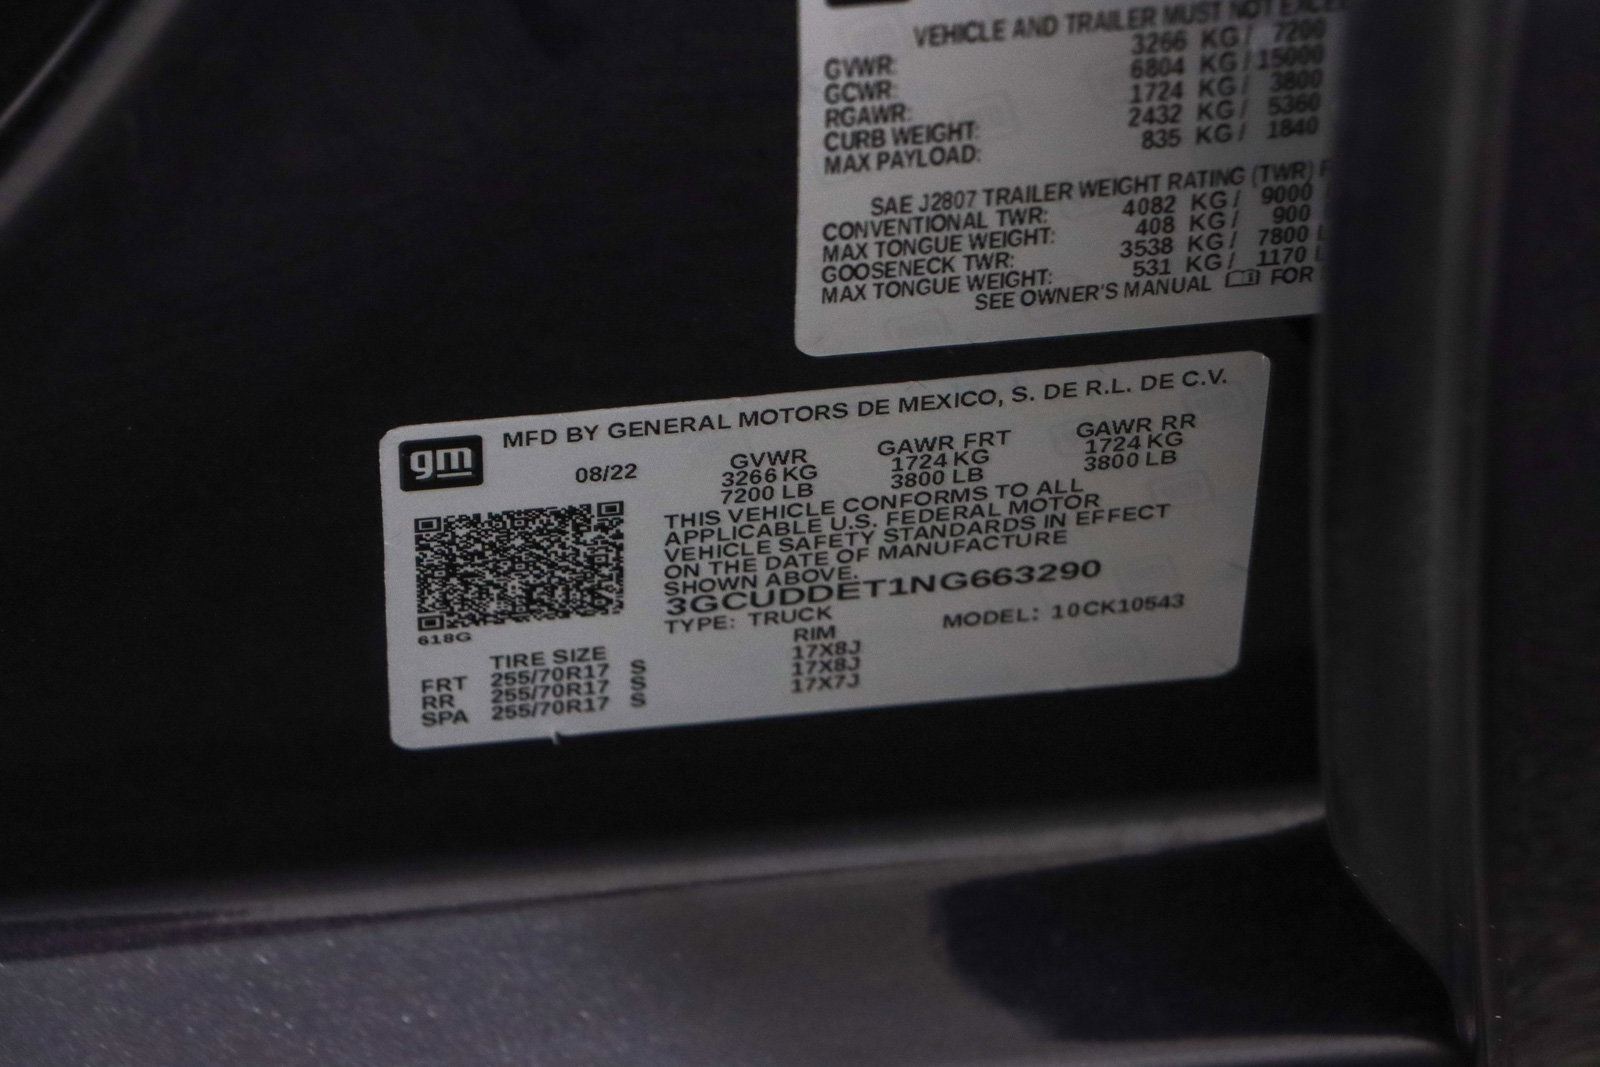 VEHICLE AND TRAILER MUST NOT
GVWR: 3266 KG / 7200
GCWR: 6804 KG / 15000
RGAWR: 1724 KG / 3800
CURB WEIGHT: 2432 KG / 5360
MAX PAYLOAD: 835 KG / 1840
SAE J2807 TRAILER WEIGHT RATING (TWR)
CONVENTIONAL TWR: 4082 KG / 9000
MAX TONGUE WEIGHT: 408 KG / 900
GOOSENECK TWR: 3538 KG / 7800
MAX TONGUE WEIGHT: 531 KG / 1170
SEE OWNER'S MANUAL FOR
gm
MFD BY GENERAL MOTORS DE MEXICO, S. DE R.L. DE C.V.
08/22 GVWR GAWR FRT GAWR RR
3266 KG 1724 KG 1724 KG
7200 LB 3800 LB 3800 LB
THIS VEHICLE CONFORMS TO ALL
APPLICABLE U.S. FEDERAL MOTOR
VEHICLE SAFETY STANDARDS IN EFFECT
ON THE DATE OF MANUFACTURE
SHOWN ABOVE.
3GCUDDET1NG663290
TYPE: TRUCK MODEL: 10CK10543
618G
TIRE SIZE RIM
FRT 255/70R17 S 17X8J
RR 255/70R17 S 17X8J
SPA 255/70R17 S 17X7J